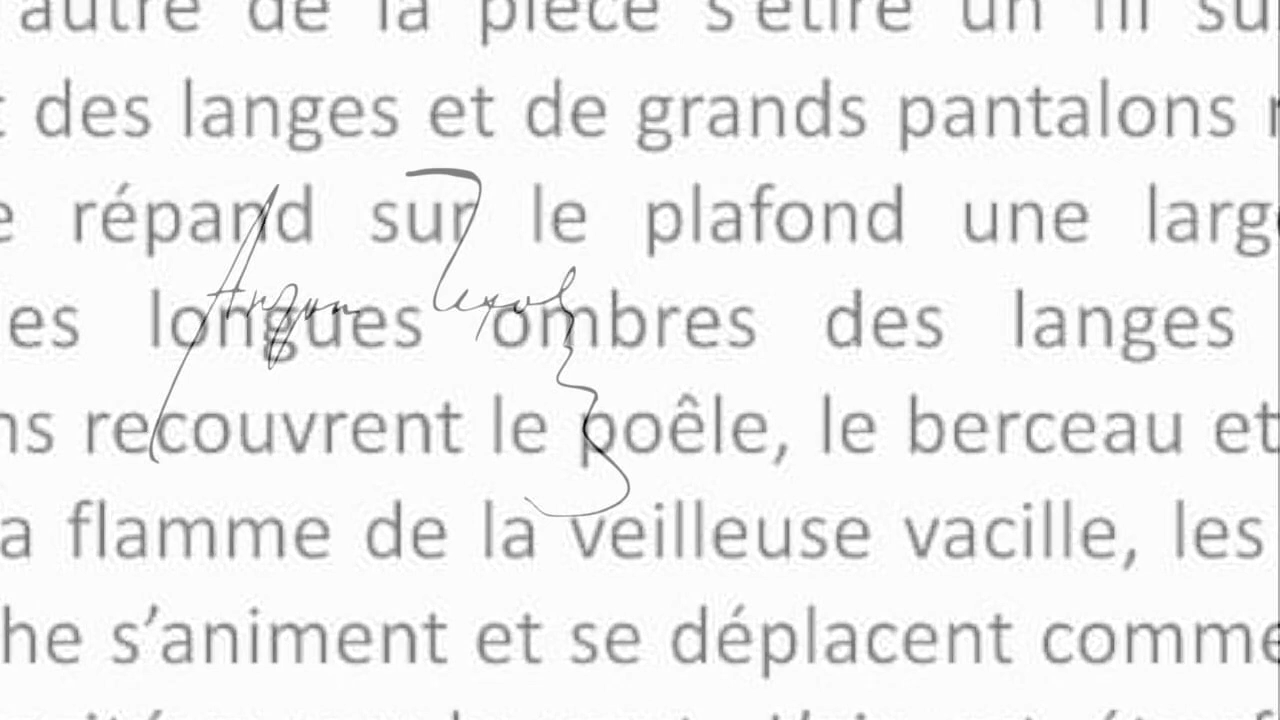 autre de la pièce s'étire un fil su
t des langes et de grands pantalons
e répand sur le plafond une large
es longues ombres des langes
ns recouvrent le poêle, le berceau et
a flamme de la veilleuse vacille, les
he s’animent et se déplacent comme